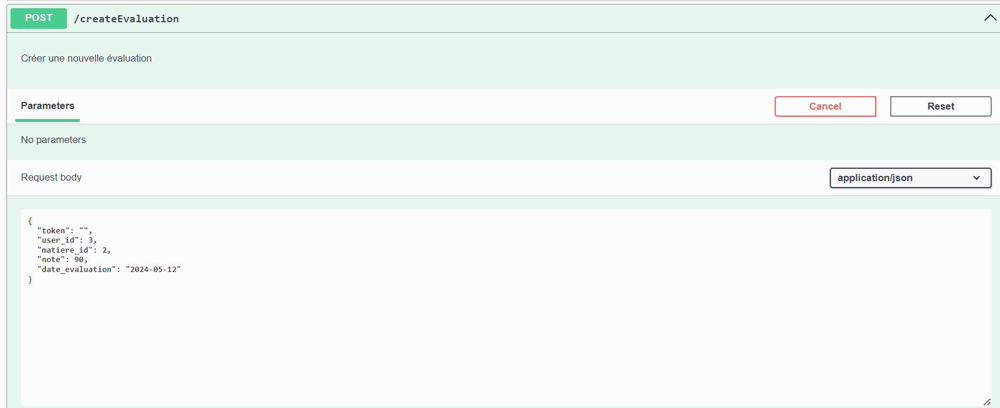 POST /createEvaluation
Créer une nouvelle évaluation
Parameters
Cancel
Reset
No parameters
Request body
application/json
{
  "token": "",
  "user_id": 3,
  "matiere_id": 2,
  "note": 90,
  "date_evaluation": "2024-05-12"
}